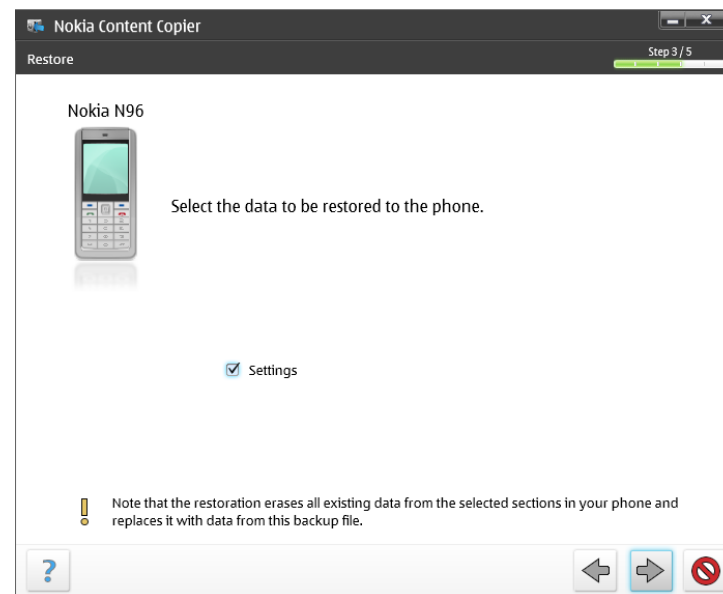 Nokia Content Copier
Restore
Step 3 / 5
Nokia N96
Select the data to be restored to the phone.
Settings
Note that the restoration erases all existing data from the selected sections in your phone and
replaces it with data from this backup file.